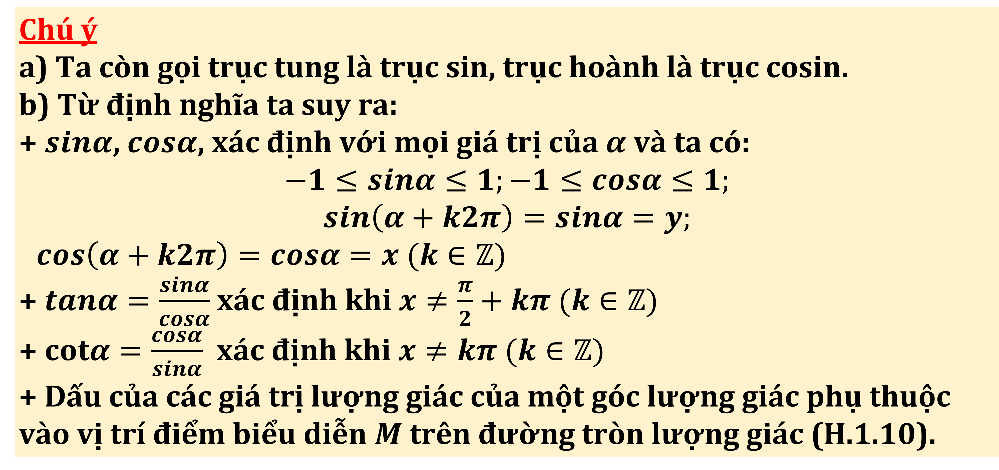 Chú ý
a) Ta còn gọi trục tung là trục sin, trục hoành là trục cosin.
b) Từ định nghĩa ta suy ra:
+ sinα, cosα, xác định với mọi giá trị của α và ta có:
−1 ≤ sinα ≤ 1; −1 ≤ cosα ≤ 1;
sin(α + k2π) = sinα = y;
cos(α + k2π) = cosα = x (k ∈ ℤ)
+ tanα = sinα/cosα xác định khi x ≠ π/2 + kπ (k ∈ ℤ)
+ cotα = cosα/sinα xác định khi x ≠ kπ (k ∈ ℤ)
+ Dấu của các giá trị lượng giác của một góc lượng giác phụ thuộc
vào vị trí điểm biểu diễn M trên đường tròn lượng giác (H.1.10).